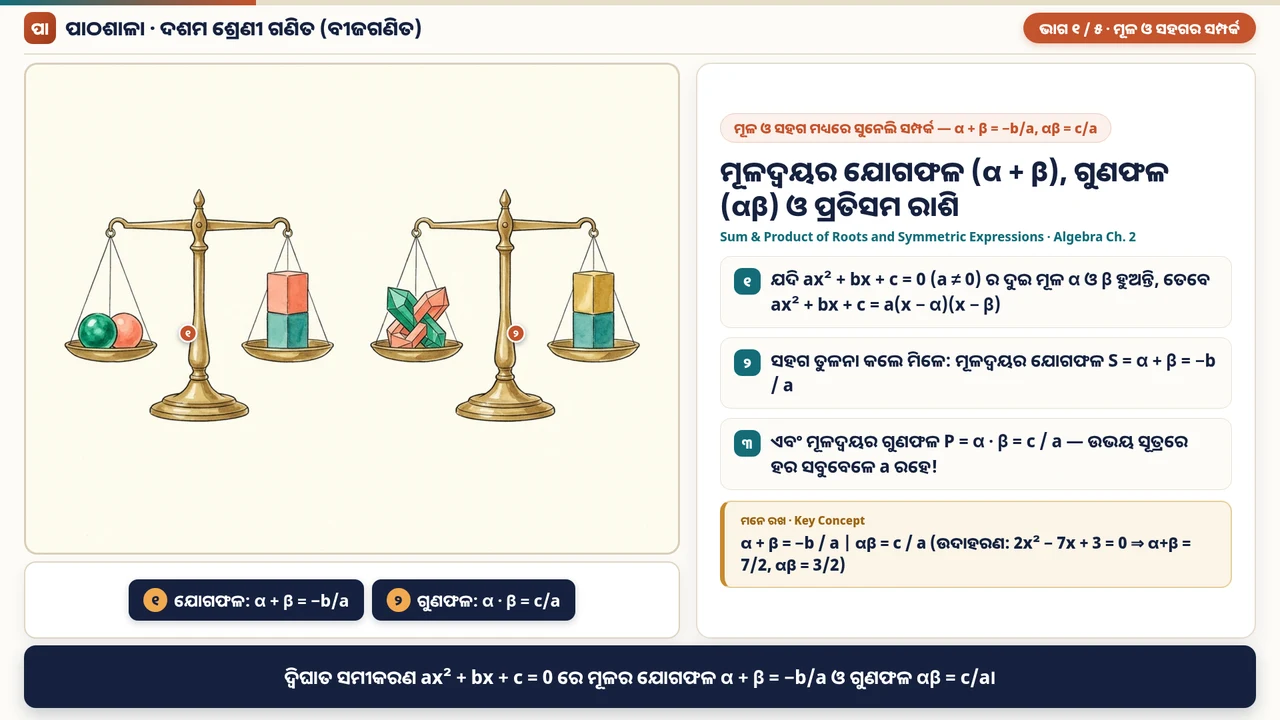 ପା ପାଠଶାଳା · ଦଶମ ଶ୍ରେଣୀ ଗଣିତ (ବୀଜଗଣିତ)
ଭାଗ ୧ / ୫ · ମୂଳ ଓ ସହଗର ସମ୍ପର୍କ
୧
୨
୧ ଯୋଗଫଳ: α + β = −b/a
୨ ଗୁଣଫଳ: α · β = c/a
ମୂଳ ଓ ସହଗ ମଧ୍ୟରେ ସୁନେଲି ସମ୍ପର୍କ — α + β = −b/a, αβ = c/a
ମୂଳଦ୍ୱୟର ଯୋଗଫଳ (α + β), ଗୁଣଫଳ
(αβ) ଓ ପ୍ରତିସମ ରାଶି
Sum & Product of Roots and Symmetric Expressions · Algebra Ch. 2
୧ ଯଦି ax² + bx + c = 0 (a ≠ 0) ର ଦୁଇ ମୂଳ α ଓ β ହୁଅନ୍ତି, ତେବେ
ax² + bx + c = a(x − α)(x − β)
୨ ସହଗ ତୁଳନା କଲେ ମିଳେ: ମୂଳଦ୍ୱୟର ଯୋଗଫଳ S = α + β = −b
/ a
୩ ଏବଂ ମୂଳଦ୍ୱୟର ଗୁଣଫଳ P = α · β = c / a — ଉଭୟ ସୂତ୍ରରେ
ହର ସବୁବେଳେ a ରହେ!
ମନେ ରଖ · Key Concept
α + β = −b / a | αβ = c / a (ଉଦାହରଣ: 2x² − 7x + 3 = 0 ⇒ α+β =
7/2, αβ = 3/2)
ଦ୍ୱିଘାତ ସମୀକରଣ ax² + bx + c = 0 ରେ ମୂଳର ଯୋଗଫଳ α + β = −b/a ଓ ଗୁଣଫଳ αβ = c/a।